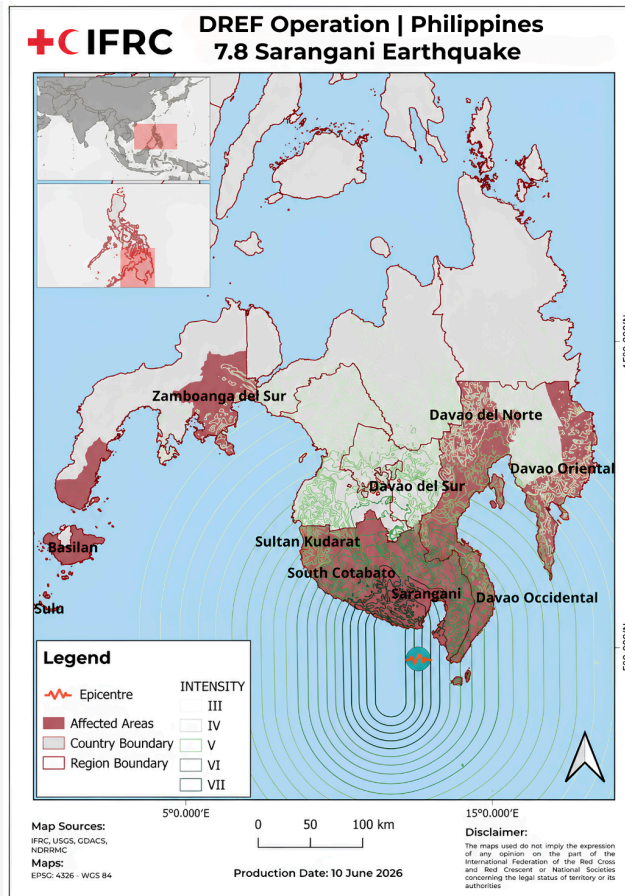 IFRC
DREF Operation | Philippines
7.8 Sarangani Earthquake
Zamboanga del Sur
Davao del Norte
Davao Oriental
Davao del Sur
Sultan Kudarat
Basilan
South Cotabato
Sarangani
Davao Occidental
Sulu
Legend
Epicentre
Affected Areas
Country Boundary
Region Boundary
INTENSITY
III
IV
V
VI
VII
5°0.000'E
15°0.000'E
Map Sources:
IFRC, USGS, GDACS,
NDRRMC
Maps:
EPSG: 4326 - WGS 84
0 50 100 km
Production Date: 10 June 2026
Disclaimer:
The maps used do not imply the expression
of any opinion on the part of the
International Federation of the Red Cross
and Red Crescent or National Societies
concerning the legal status of territory or its
authorities